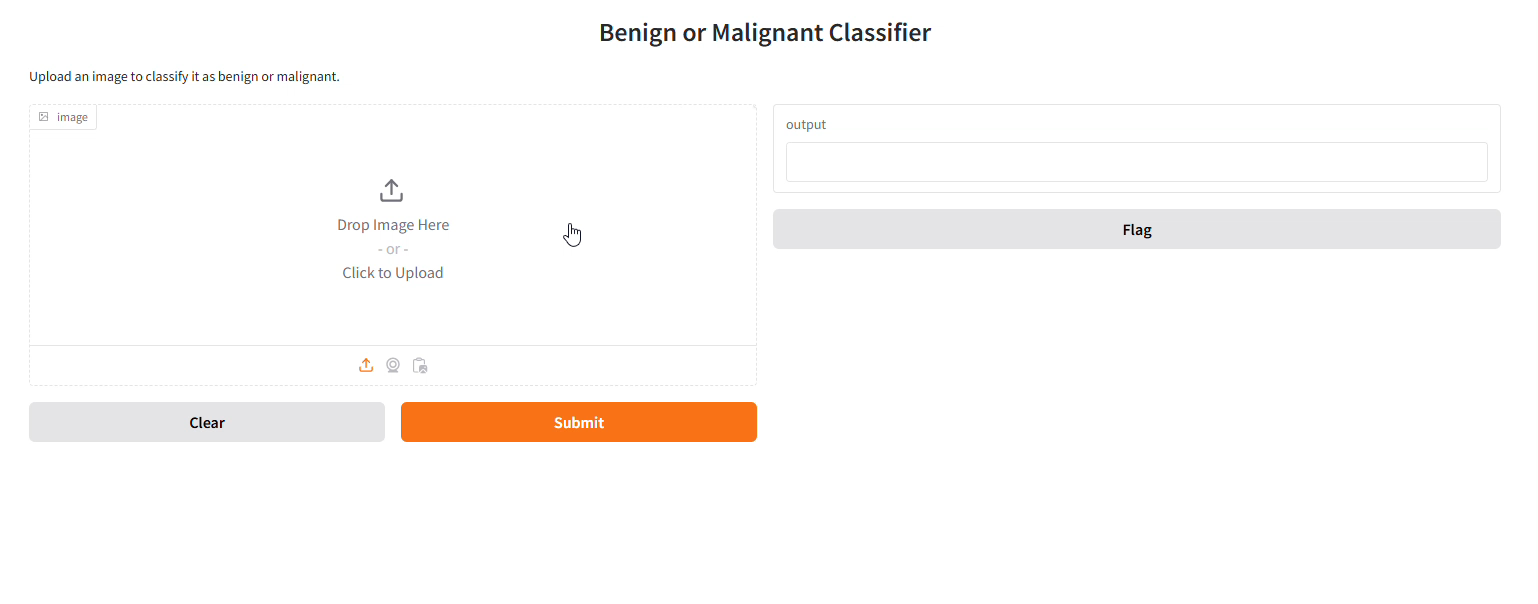 Benign or Malignant Classifier
Upload an image to classify it as benign or malignant.
image
Drop Image Here
- or -
Click to Upload
Clear
Submit
output
Flag